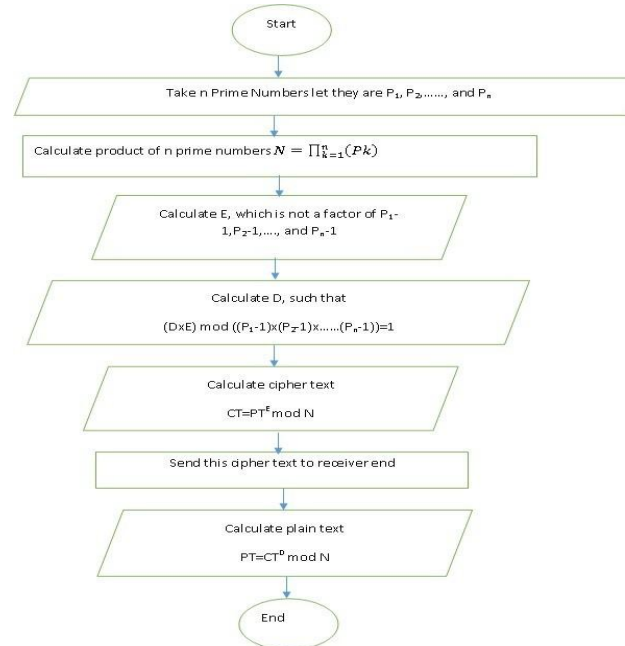 Start
Take n Prime Numbers let they are P₁, P₂,......, and Pₙ
Calculate product of n prime numbers N = ∏ⁿₖ₌₁(Pk)
Calculate E, which is not a factor of P₁-
1,P₂-1,...., and Pₙ-1
Calculate D, such that
(DxE) mod ((P₁-1)x(P₂-1)x......(Pₙ-1))=1
Calculate cipher text
CT=PTᴱ mod N
Send this cipher text to receiver end
Calculate plain text
PT=CTᴰ mod N
End